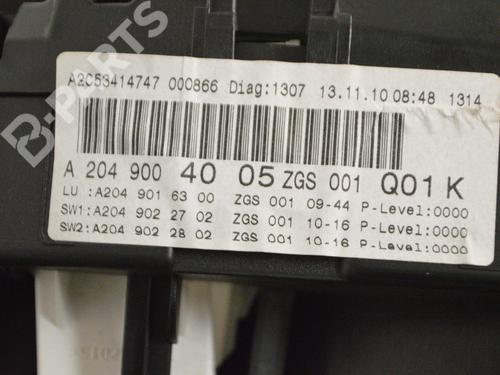 A2C53414747 000866 Diag:1307 13.11.10 08:48 1314
A 204 900 40 05 ZGS 001 Q01 K
LU :A204 901 63 00 ZGS 001 09-44 P-Level:0000
SW1:A204 902 27 02 ZGS 001 10-16 P-Level:0000
SW2:A204 902 28 02 ZGS 001 10-16 P-Level:0000
B-PARTS